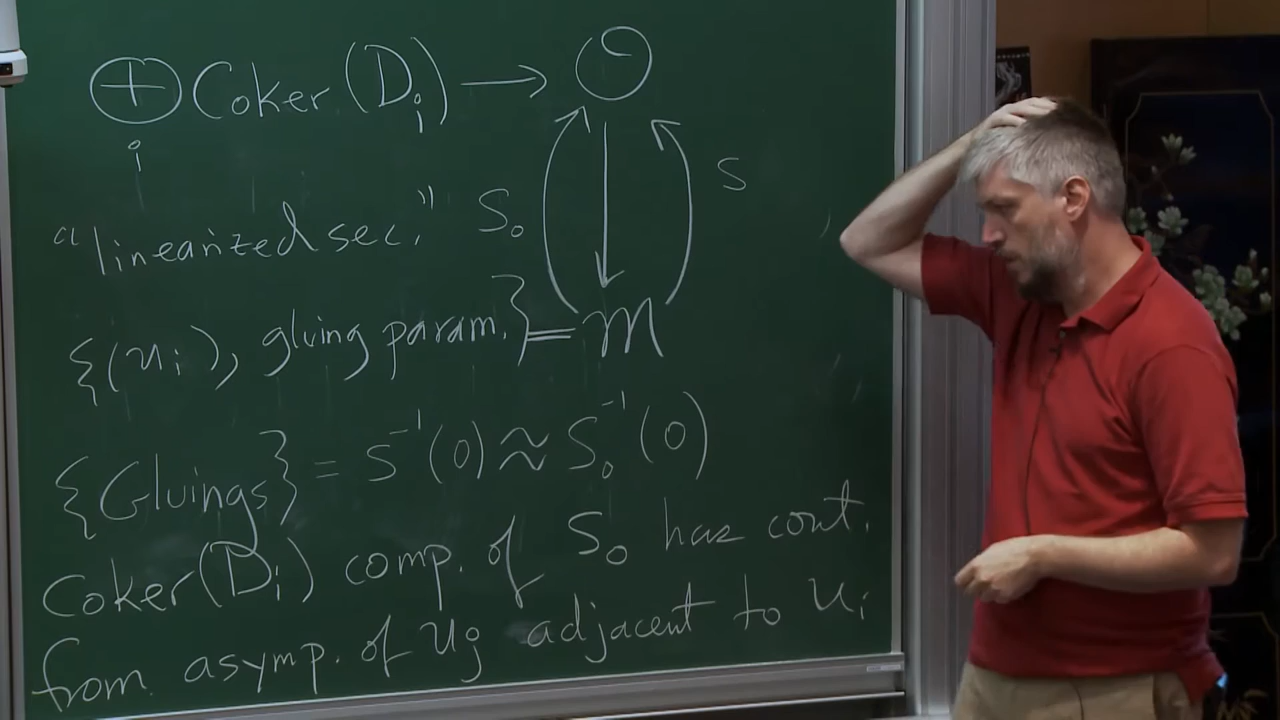 ⊕ Coker (D_i) → O
i
"linearized sec." S_0 S
{(u_i), gluing param.} = M
{Gluings} = s^{-1}(0) ≈ S_0^{-1}(0)
Coker(D_i) comp. of S_0 has cont.
from asymp. of u_j adjacent to u_i